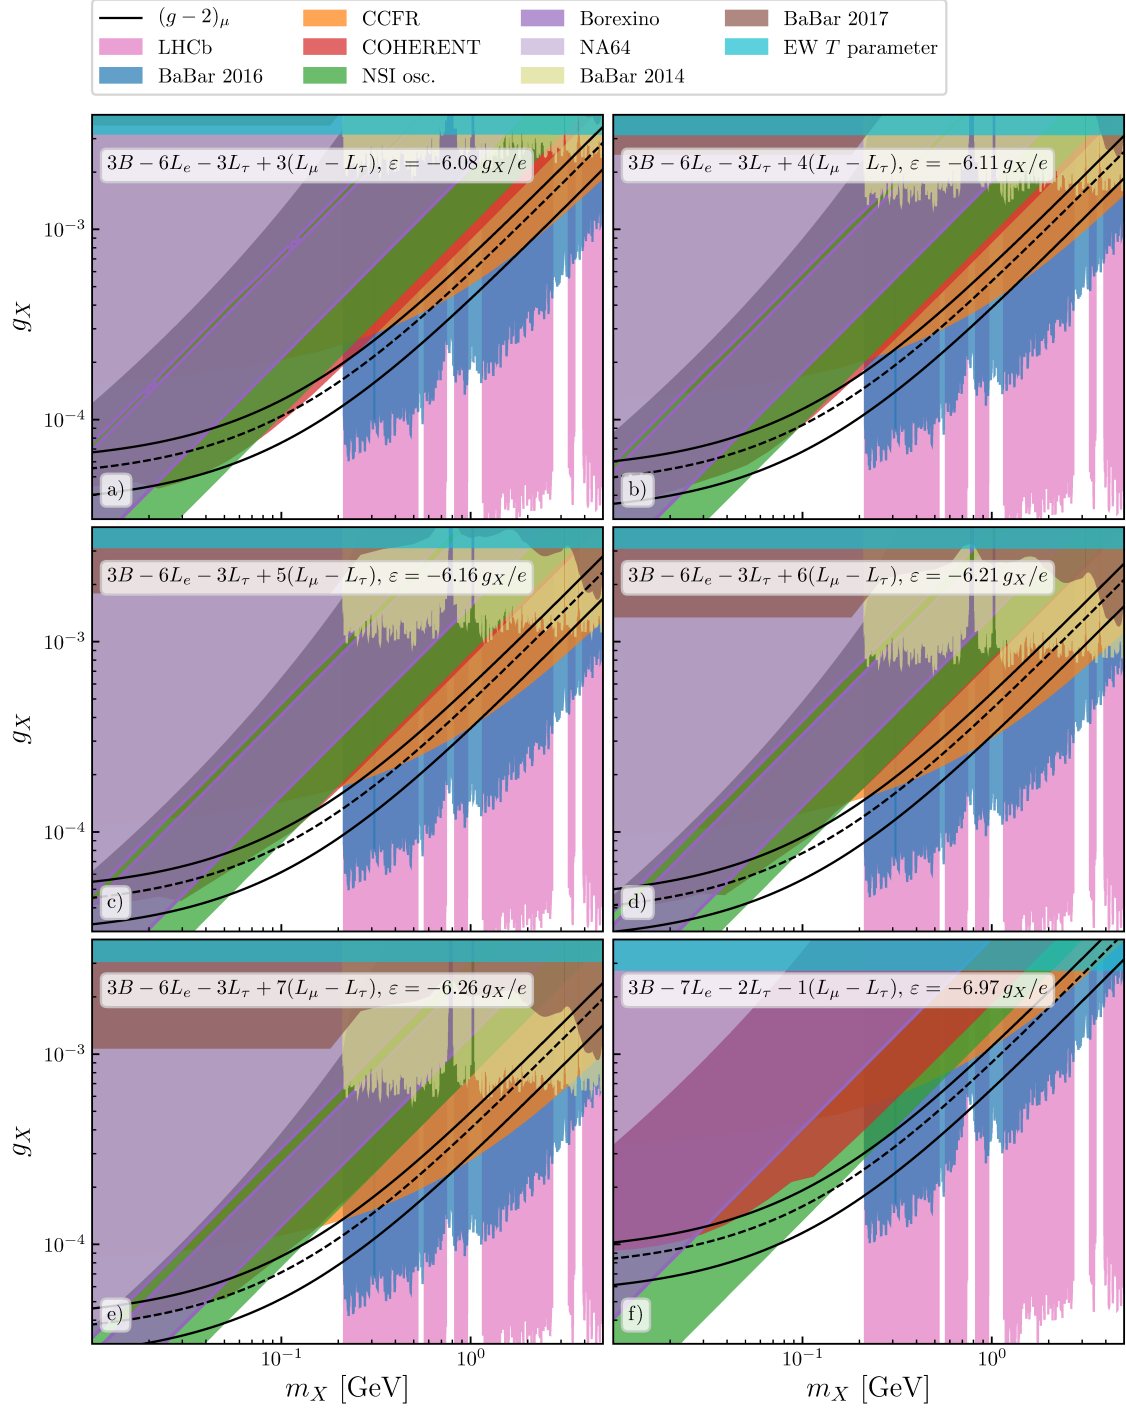 (g − 2)μ CCFR Borexino BaBar 2017
LHCb COHERENT NA64 EW T parameter
BaBar 2016 NSI osc. BaBar 2014
3B − 6Le − 3Lτ + 3(Lμ − Lτ), ε = −6.08 gX/e
3B − 6Le − 3Lτ + 4(Lμ − Lτ), ε = −6.11 gX/e
10⁻³
gX
10⁻⁴
a)
b)
3B − 6Le − 3Lτ + 5(Lμ − Lτ), ε = −6.16 gX/e
3B − 6Le − 3Lτ + 6(Lμ − Lτ), ε = −6.21 gX/e
10⁻³
gX
10⁻⁴
c)
d)
3B − 6Le − 3Lτ + 7(Lμ − Lτ), ε = −6.26 gX/e
3B − 7Le − 2Lτ − 1(Lμ − Lτ), ε = −6.97 gX/e
10⁻³
gX
10⁻⁴
e)
f)
10⁻¹ 10⁰ 10⁻¹ 10⁰
mX [GeV] mX [GeV]